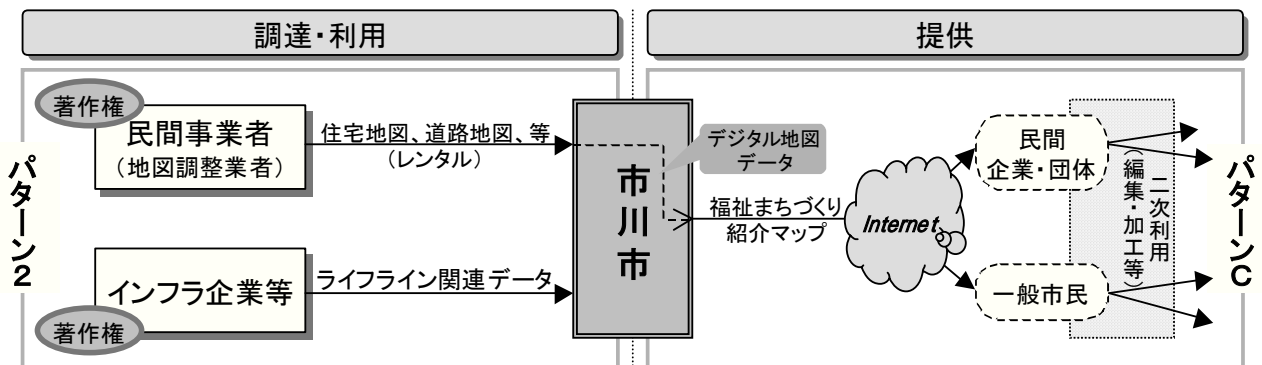 調達・利用
提供
パターン2
著作権
民間事業者
(地図調整業者)
住宅地図、道路地図、等
(レンタル)
インフラ企業等
著作権
ライフライン関連データ
市川市
デジタル地図
データ
福祉まちづくり
紹介マップ
Internet
民間
企業・団体
一般市民
二次利用
(編集・加工等)
パターンC